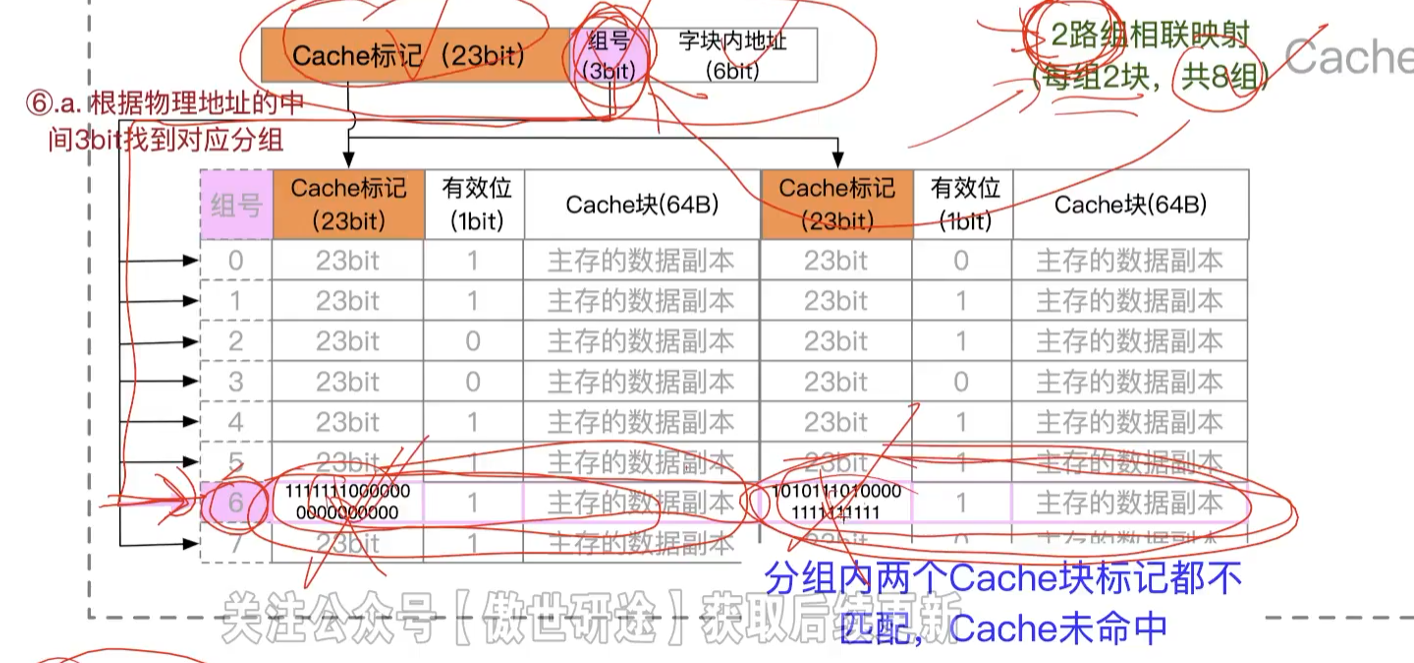 2路组相联映射
(每组2块，共8组)
Cache
Cache标记（23bit） 组号 (3bit) 字块内地址 (6bit)
⑥.a. 根据物理地址的中
间3bit找到对应分组
组号 Cache标记 (23bit) 有效位 (1bit) Cache块(64B) Cache标记 (23bit) 有效位 (1bit) Cache块(64B)
0 23bit 1 主存的数据副本 23bit 0 主存的数据副本
1 23bit 1 主存的数据副本 23bit 1 主存的数据副本
2 23bit 0 主存的数据副本 23bit 1 主存的数据副本
3 23bit 0 主存的数据副本 23bit 0 主存的数据副本
4 23bit 1 主存的数据副本 23bit 1 主存的数据副本
5 23bit 1 主存的数据副本 23bit 1 主存的数据副本
6 1111111000000 0000000000 1 主存的数据副本 1010111010000 1111111111 1 主存的数据副本
7 23bit 1 主存的数据副本 23bit 0 主存的数据副本
分组内两个Cache块标记都不
匹配，Cache未命中
关注公众号【傲世研途】获取后续更新